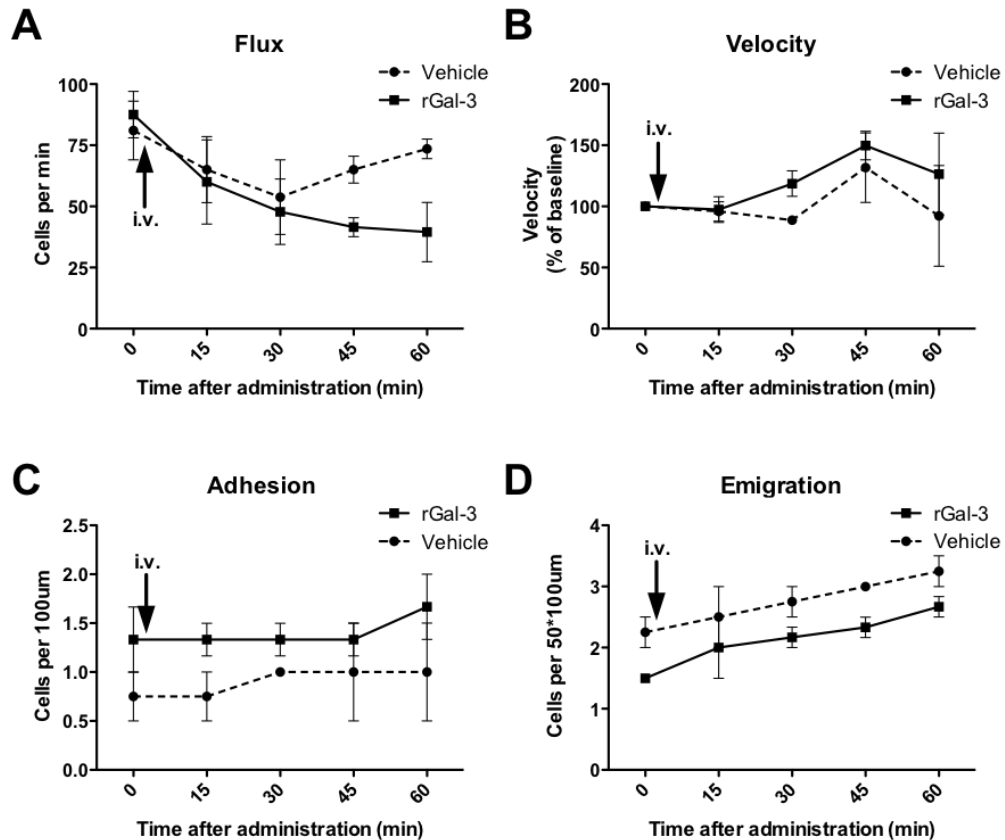 A
Flux
Vehicle
rGal-3
Cells per min
100
75
50
25
0
i.v.
0
15
30
45
60
Time after administration (min)
B
Velocity
Vehicle
rGal-3
Velocity
(% of baseline)
200
150
100
50
0
i.v.
0
15
30
45
60
Time after administration (min)
C
Adhesion
rGal-3
Vehicle
Cells per 100um
2.5
2.0
1.5
1.0
0.5
0.0
i.v.
0
15
30
45
60
Time after administration (min)
D
Emigration
rGal-3
Vehicle
Cells per 50*100um
4
3
2
1
0
i.v.
0
15
30
45
60
Time after administration (min)